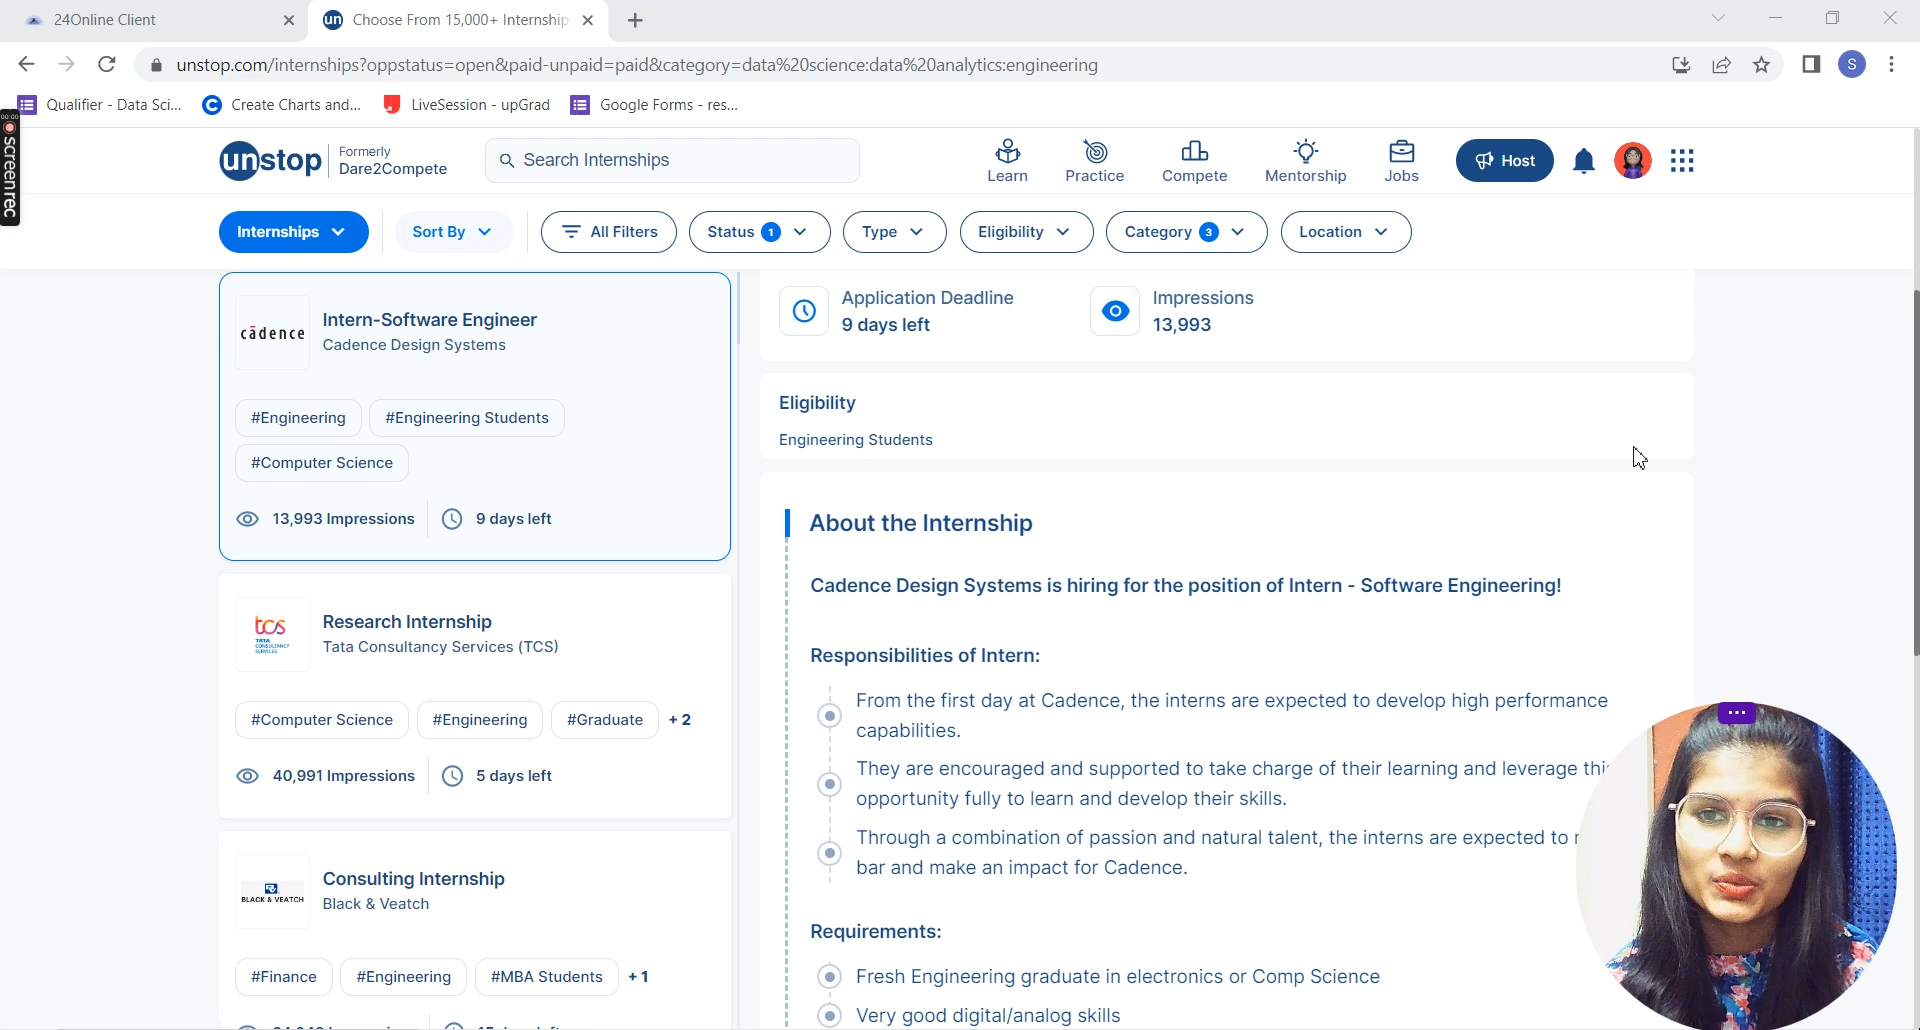 24Online Client
un Choose From 15,000+ Internship
unstop.com/internships?oppstatus=open&paid-unpaid=paid&category=data%20science:data%20analytics:engineering
S
Qualifier - Data Sci...
C Create Charts and...
LiveSession - upGrad
Google Forms - res...
00:00
screenrec
unstop
Formerly
Dare2Compete
Search Internships
Learn
Practice
Compete
Mentorship
Jobs
Host
Internships
Sort By
All Filters
Status 1
Type
Eligibility
Category 3
Location
cādence
Intern-Software Engineer
Cadence Design Systems
#Engineering
#Engineering Students
#Computer Science
13,993 Impressions
9 days left
tcs
TATA
CONSULTANCY
SERVICES
Research Internship
Tata Consultancy Services (TCS)
#Computer Science
#Engineering
#Graduate
+ 2
40,991 Impressions
5 days left
BLACK & VEATCH
Consulting Internship
Black & Veatch
#Finance
#Engineering
#MBA Students
+ 1
Application Deadline
9 days left
Impressions
13,993
Eligibility
Engineering Students
About the Internship
Cadence Design Systems is hiring for the position of Intern - Software Engineering!
Responsibilities of Intern:
From the first day at Cadence, the interns are expected to develop high performance
capabilities.
They are encouraged and supported to take charge of their learning and leverage
opportunity fully to learn and develop their skills.
Through a combination of passion and natural talent, the interns are expected to
bar and make an impact for Cadence.
Requirements:
Fresh Engineering graduate in electronics or Comp Science
Very good digital/analog skills